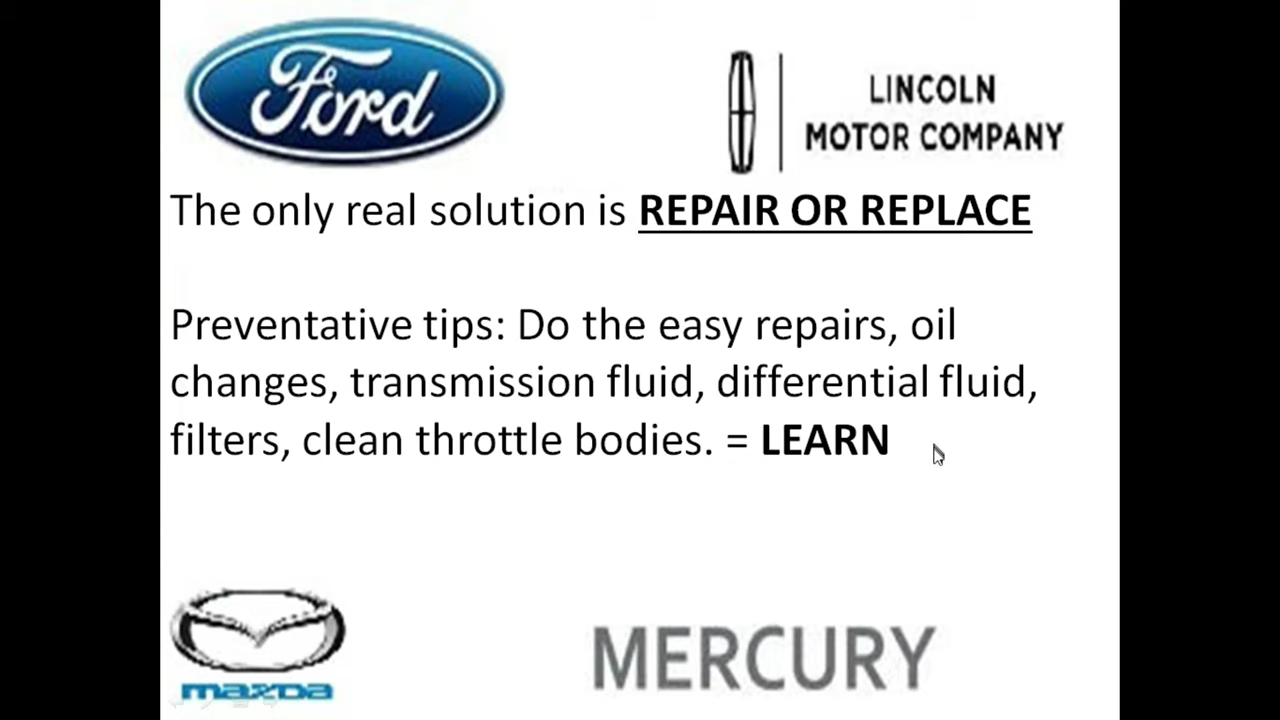 Ford
LINCOLN
MOTOR COMPANY
The only real solution is REPAIR OR REPLACE
Preventative tips: Do the easy repairs, oil
changes, transmission fluid, differential fluid,
filters, clean throttle bodies. = LEARN
mazda
MERCURY